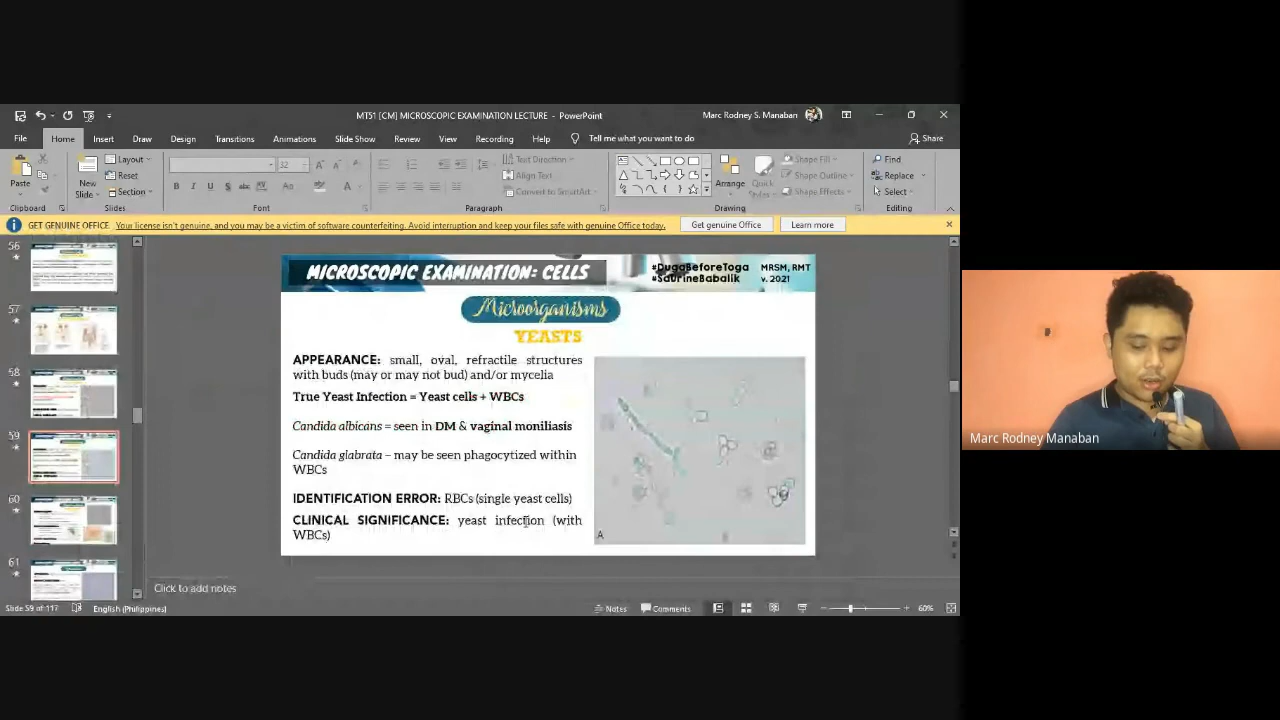 MT51 [CM] MICROSCOPIC EXAMINATION LECTURE - PowerPoint
Marc Rodney S. Manaban
File Home Insert Draw Design Transitions Animations Slide Show Review View Recording Help Tell me what you want to do Share
Paste
Clipboard
New Slide
Layout
Reset
Section
Slides
32
Font
Text Direction
Align Text
Convert to SmartArt
Paragraph
Arrange
Quick Styles
Shape Fill
Shape Outline
Shape Effects
Drawing
Find
Replace
Select
Editing
GET GENUINE OFFICE Your license isn't genuine, and you may be a victim of software counterfeiting. Avoid interruption and keep your files safe with genuine Office today. Get genuine Office Learn more
56
57
58
59
60
61
MICROSCOPIC EXAMINATION: CELLS
#DugoBeforeToga
#SaUrineBabalik
MRSM, RMT
v. 2021
Microorganisms
YEASTS
APPEARANCE: small, oval, refractile structures
with buds (may or may not bud) and/or mycelia
True Yeast Infection = Yeast cells + WBCs
Candida albicans = seen in DM & vaginal moniliasis
Candida glabrata – may be seen phagocytized within
WBCs
IDENTIFICATION ERROR: RBCs (single yeast cells)
CLINICAL SIGNIFICANCE: yeast infection (with
WBCs)
A
Click to add notes
Slide 59 of 117 English (Philippines) Notes Comments 60%
Marc Rodney Manaban